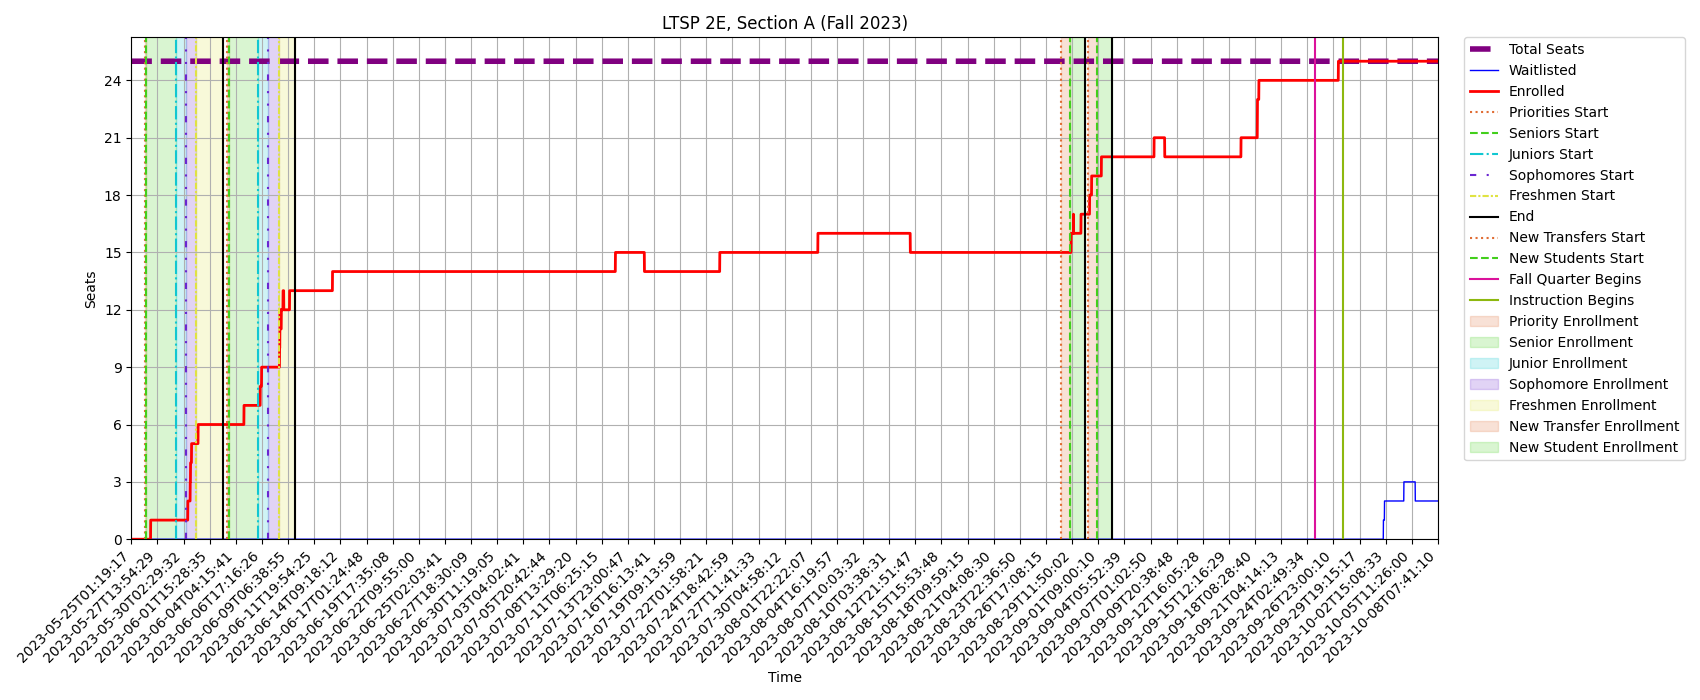 LTSP 2E, Section A (Fall 2023)
Seats
24
21
18
15
12
9
6
3
0
2023-05-25T01:19:17
2023-05-27T13:54:29
2023-05-30T02:29:32
2023-06-01T15:28:35
2023-06-04T04:15:41
2023-06-06T17:16:26
2023-06-09T06:38:55
2023-06-11T19:54:25
2023-06-14T09:18:12
2023-06-17T01:24:48
2023-06-19T17:35:08
2023-06-22T09:55:00
2023-06-25T02:03:41
2023-06-27T18:30:09
2023-06-30T11:19:05
2023-07-03T04:02:41
2023-07-05T20:42:44
2023-07-08T13:29:20
2023-07-11T06:25:15
2023-07-13T23:00:47
2023-07-16T16:13:41
2023-07-19T09:13:59
2023-07-22T01:58:21
2023-07-24T18:42:59
2023-07-27T11:41:33
2023-07-30T04:58:12
2023-08-01T22:22:07
2023-08-04T16:19:57
2023-08-07T10:03:32
2023-08-10T03:38:31
2023-08-12T21:51:47
2023-08-15T15:53:48
2023-08-18T09:59:15
2023-08-21T04:08:30
2023-08-23T22:36:50
2023-08-26T17:08:15
2023-08-29T11:50:02
2023-09-01T09:00:10
2023-09-04T05:52:39
2023-09-07T01:02:50
2023-09-09T20:38:48
2023-09-12T16:05:28
2023-09-15T12:16:29
2023-09-18T08:28:40
2023-09-21T04:14:13
2023-09-24T02:49:34
2023-09-26T23:00:10
2023-09-29T19:15:17
2023-10-02T15:08:33
2023-10-05T11:26:00
2023-10-08T07:41:10
Time
Total Seats
Waitlisted
Enrolled
Priorities Start
Seniors Start
Juniors Start
Sophomores Start
Freshmen Start
End
New Transfers Start
New Students Start
Fall Quarter Begins
Instruction Begins
Priority Enrollment
Senior Enrollment
Junior Enrollment
Sophomore Enrollment
Freshmen Enrollment
New Transfer Enrollment
New Student Enrollment